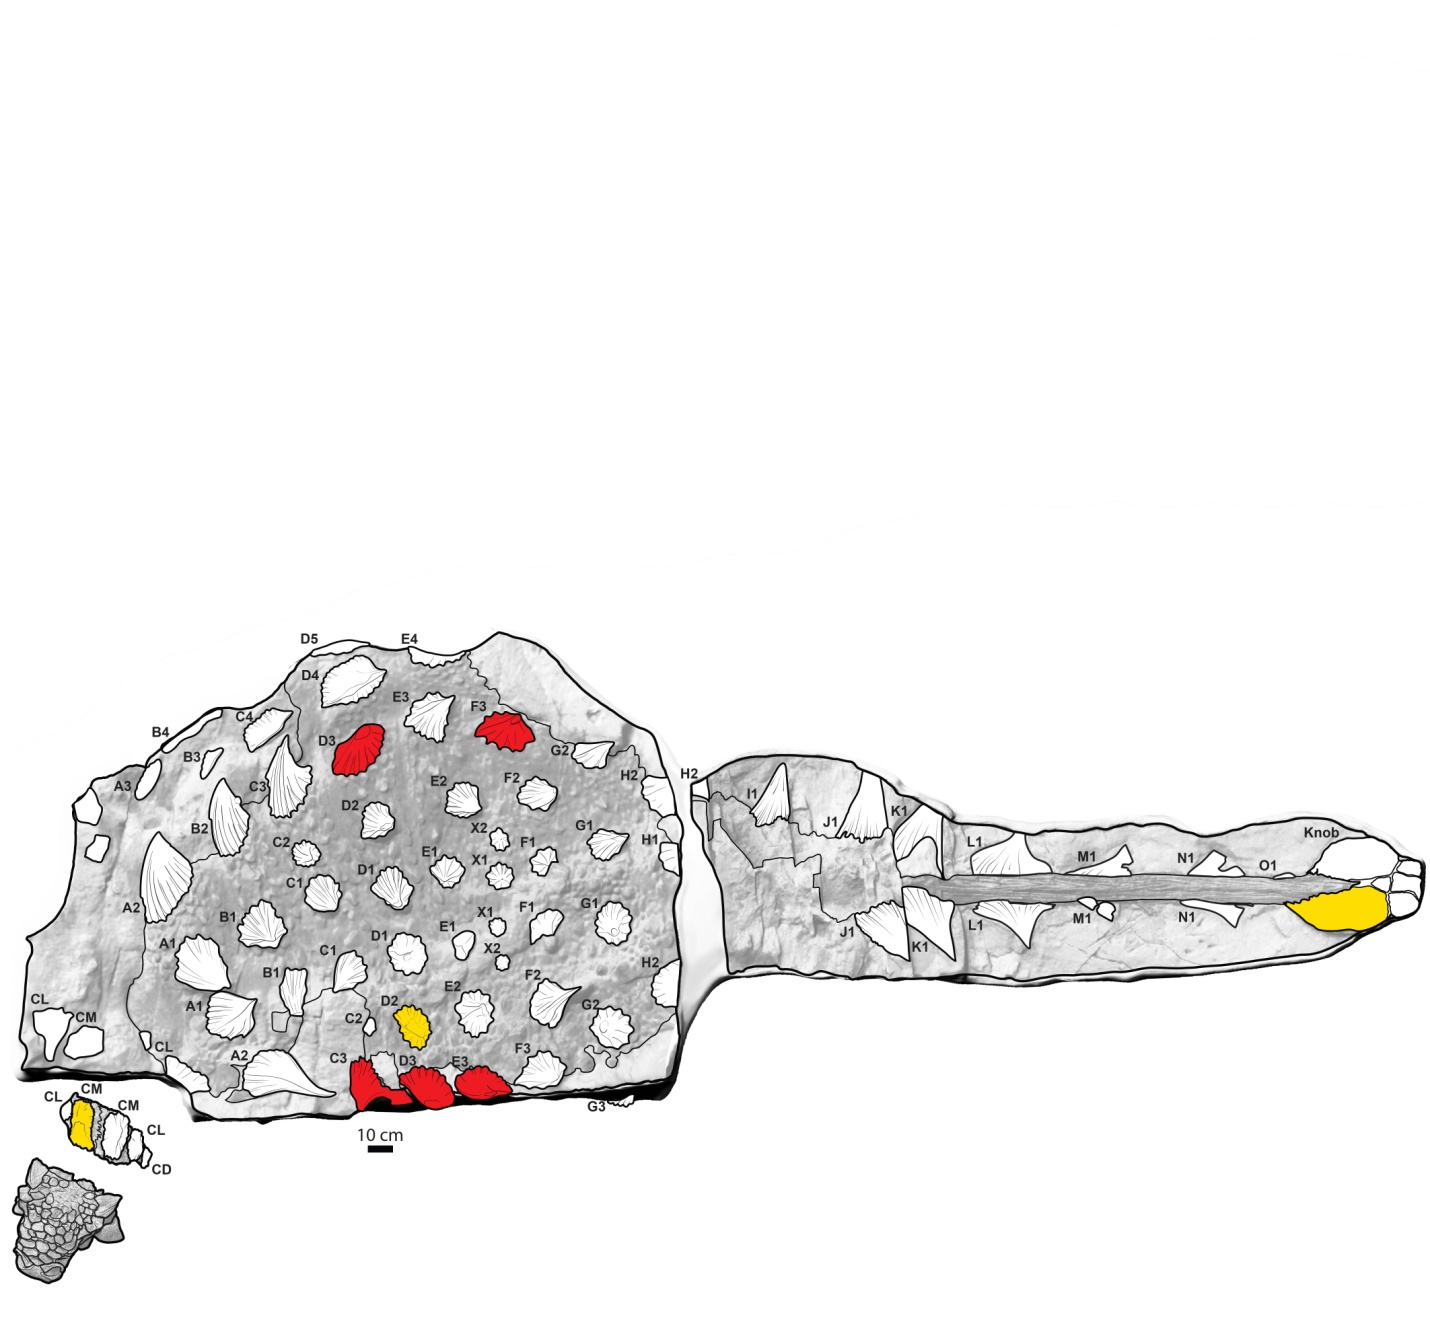 D5 E4
D4
E3
F3
C4
B4
D3
G2
B3
H2 H2
A3 C3 E2 F2
I1
D2
K1
B2 X2 G1 J1
Knob
C2 F1 H1 L1
E1 X1 M1 N1
D1 O1
C1
A2 G1
B1 X1 F1 M1 N1
E1 L1
A1 D1 J1
C1 X2 K1
B1 F2 H2
E2
CL A1 D2 G2
CM C2
CL A2 C3 D3 E3 F3
CL CM
CM G3
CL 10 cm
CD